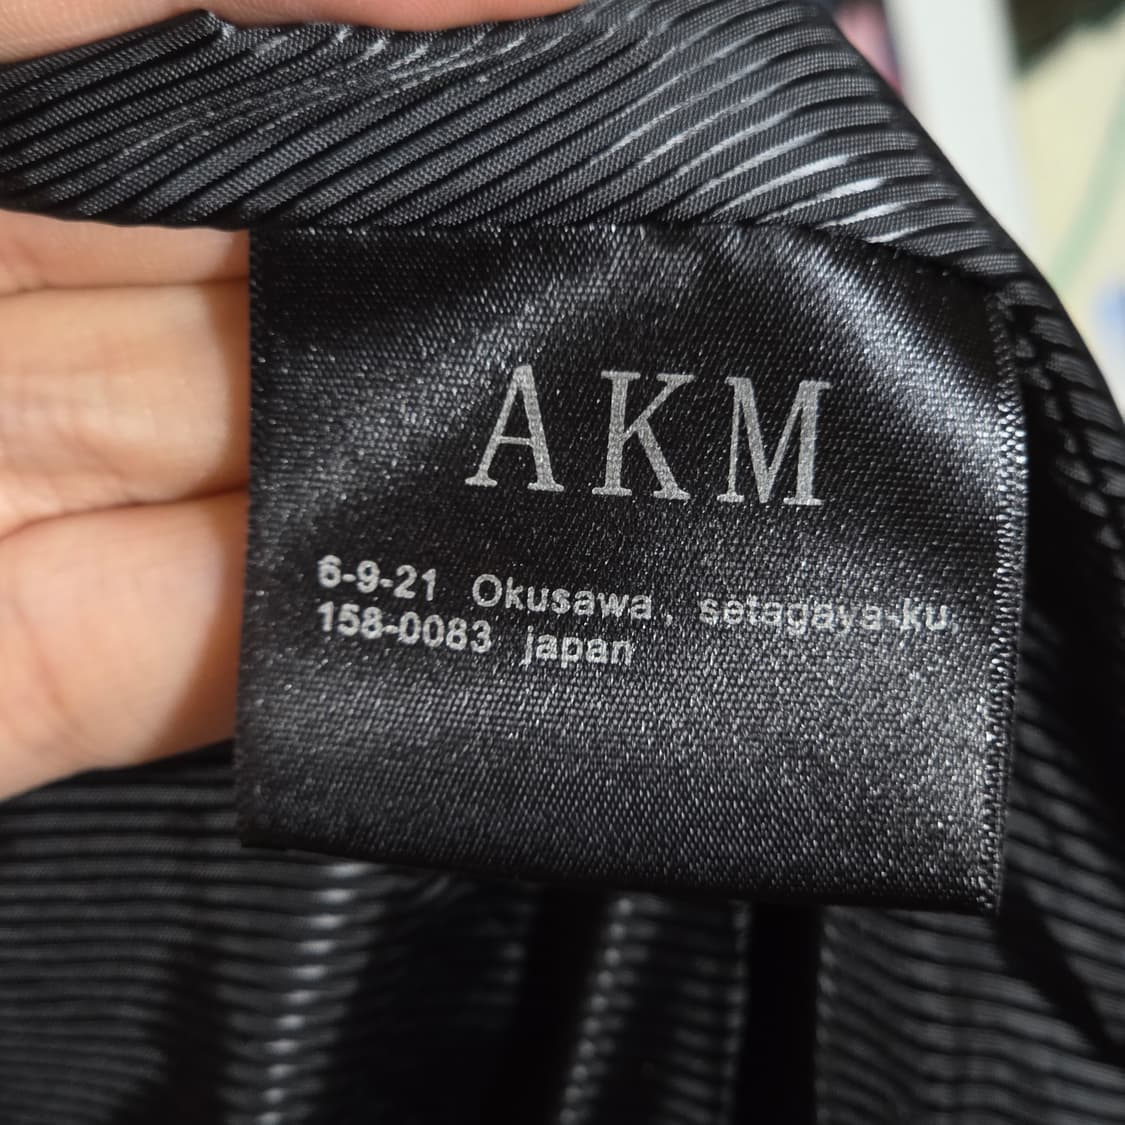 AKM
6-9-21 Okusawa, setagaya-ku,
158-0083 japan